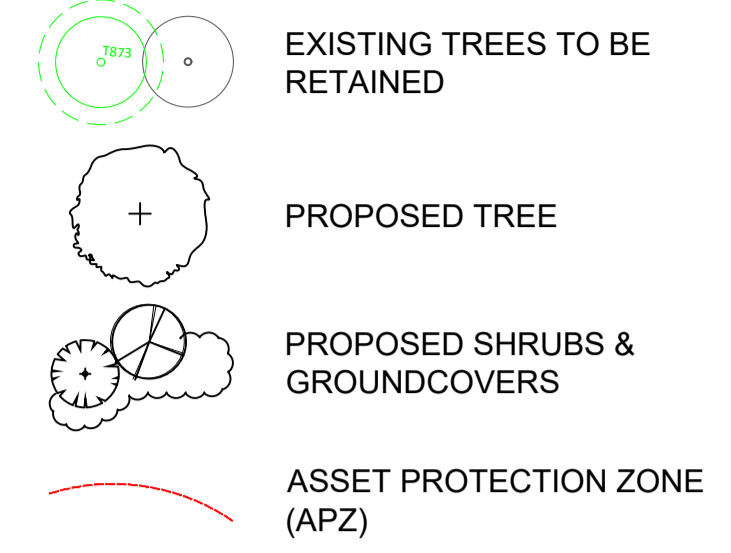 T873
EXISTING TREES TO BE
RETAINED
PROPOSED TREE
PROPOSED SHRUBS &
GROUNDCOVERS
ASSET PROTECTION ZONE
(APZ)